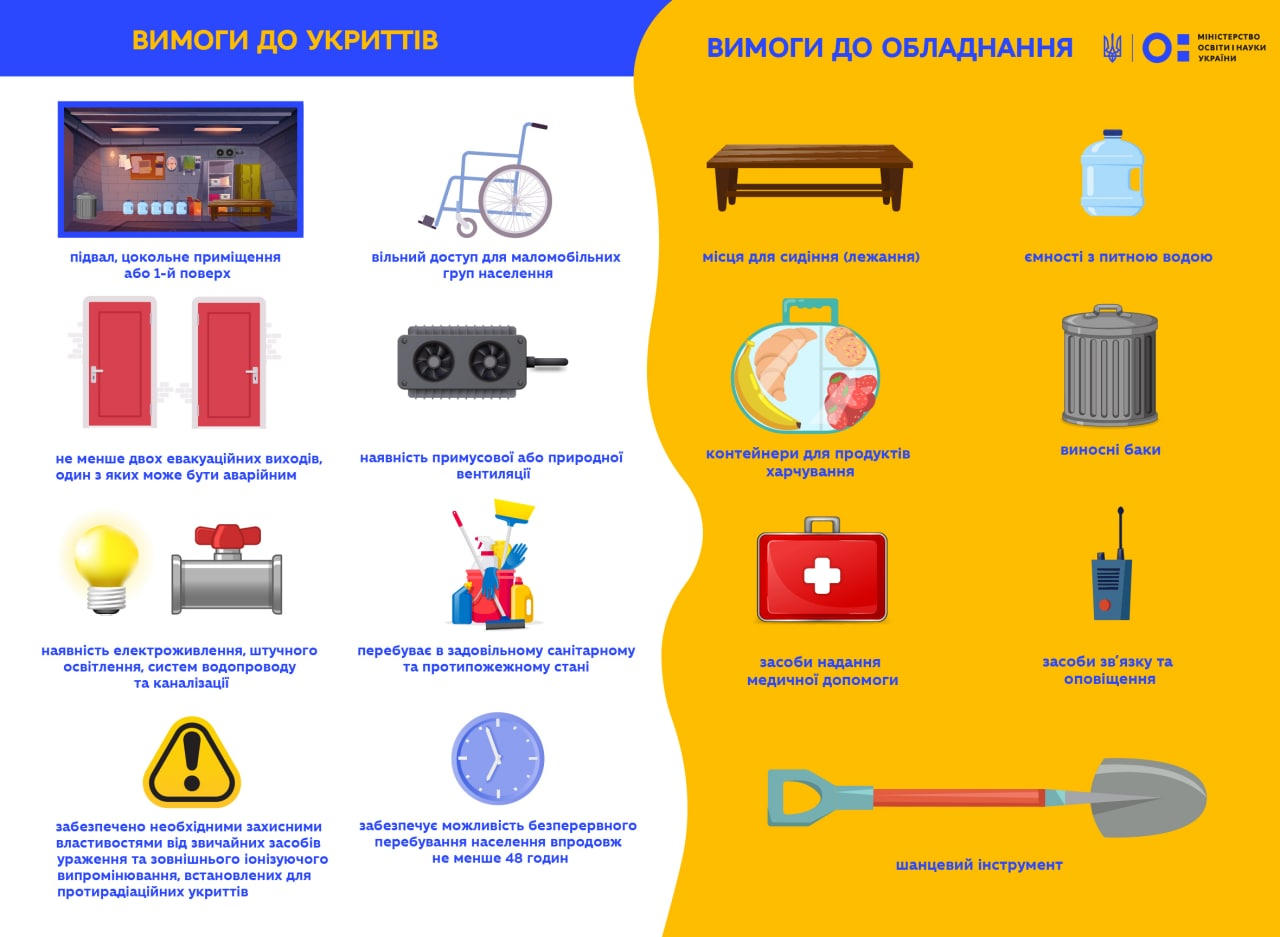 ВИМОГИ ДО УКРИТТІВ
підвал, цокольне приміщення
або 1-й поверх
вільний доступ для маломобільних
груп населення
не менше двох евакуаційних виходів,
один з яких може бути аварійним
наявність примусової або природної
вентиляції
наявність електроживлення, штучного
освітлення, систем водопроводу
та каналізації
перебуває в задовільному санітарному
та протипожежному стані
забезпечено необхідними захисними
властивостями від звичайних засобів
ураження та зовнішнього іонізуючого
випромінювання, встановлених для
протирадіаційних укриттів
забезпечує можливість безперервного
перебування населення впродовж
не менше 48 годин
ВИМОГИ ДО ОБЛАДНАННЯ
МІНІСТЕРСТВО
ОСВІТИ І НАУКИ
УКРАЇНИ
місця для сидіння (лежання)
ємності з питною водою
контейнери для продуктів
харчування
виносні баки
засоби надання
медичної допомоги
засоби зв’язку та
оповіщення
шанцевий інструмент